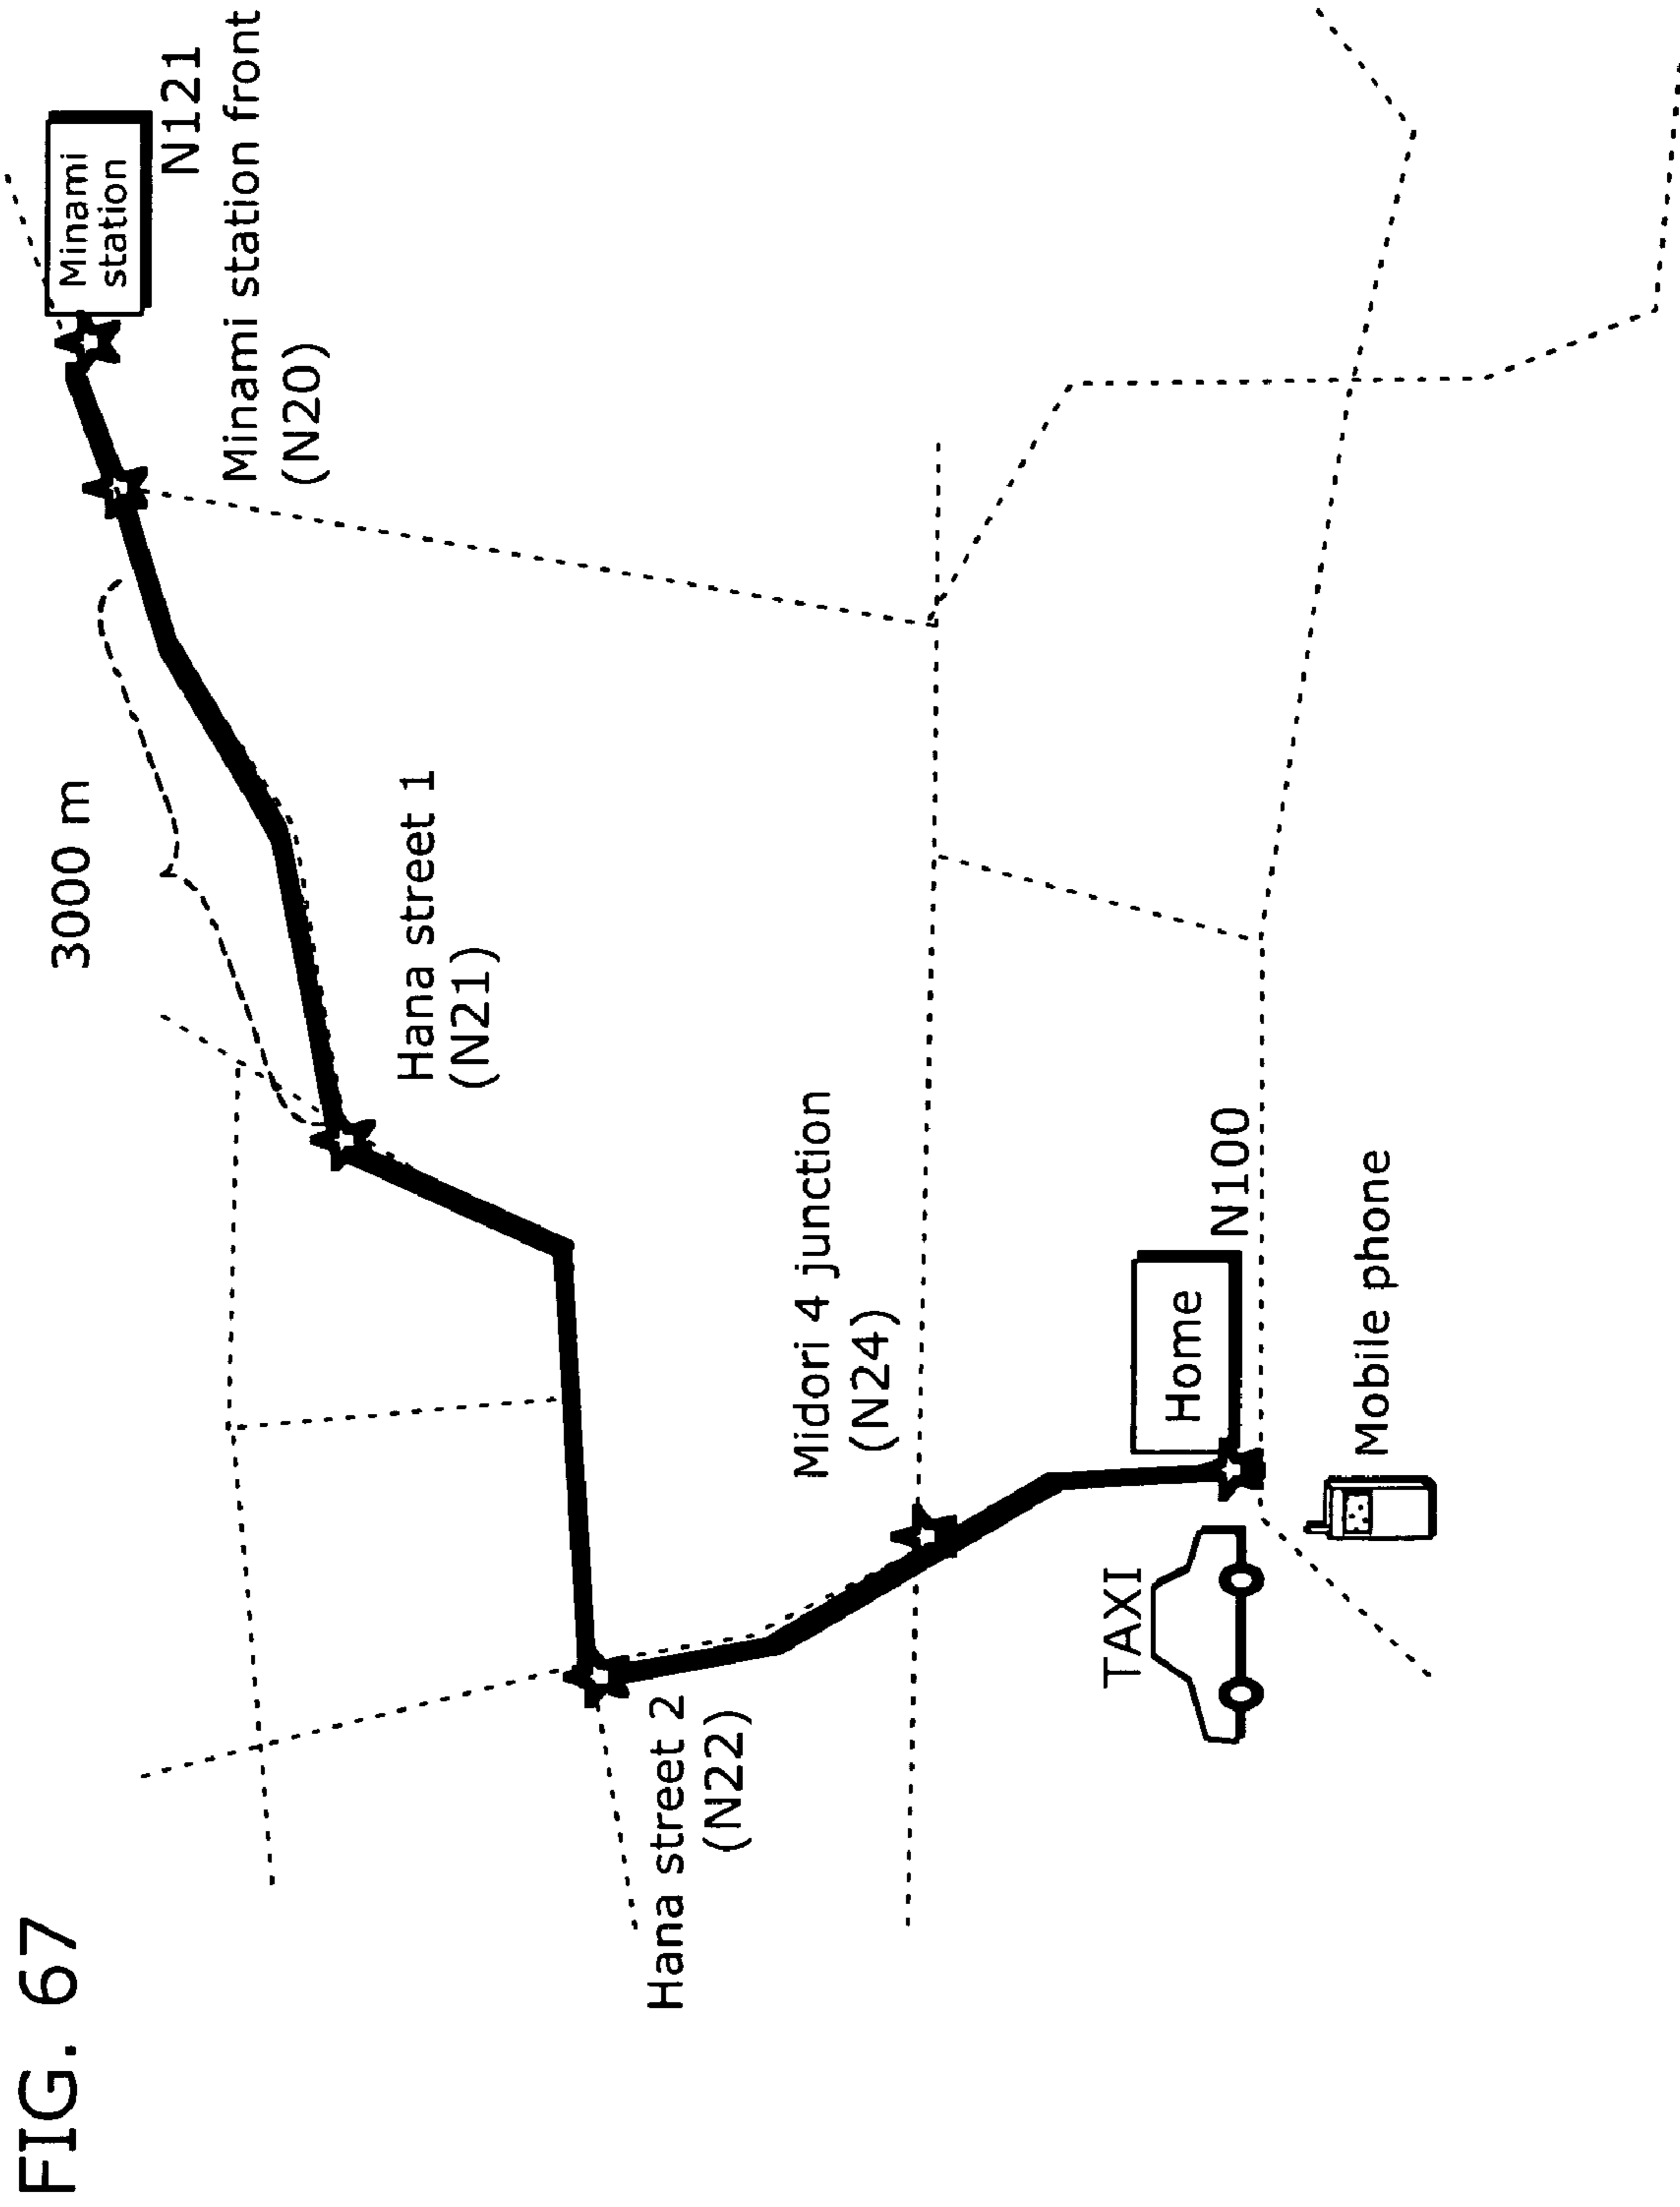 FIG. 67
3000 m
Minami
station
N121
Minami station front
(N20)
Hana street 1
(N21)
Hana street 2
(N22)
Midori 4 junction
(N24)
Home
N100
TAXI
Mobile phone